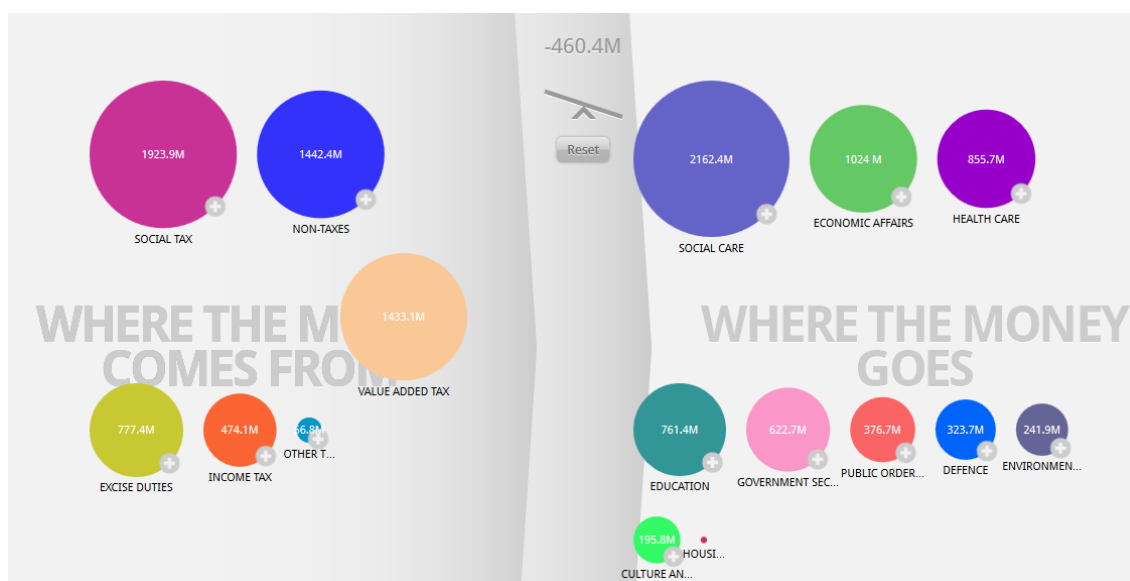 -460.4M
Reset
1923.9M
SOCIAL TAX
1442.4M
NON-TAXES
1433.1M
VALUE ADDED TAX
WHERE THE M
COMES FROM
777.4M
EXCISE DUTIES
474.1M
INCOME TAX
56.8M
OTHER T...
2162.4M
SOCIAL CARE
1024 M
ECONOMIC AFFAIRS
855.7M
HEALTH CARE
WHERE THE MONEY
GOES
761.4M
EDUCATION
622.7M
GOVERNMENT SEC...
376.7M
PUBLIC ORDER...
323.7M
DEFENCE
241.9M
ENVIRONMEN...
195.8M
CULTURE AN...
HOUSI...